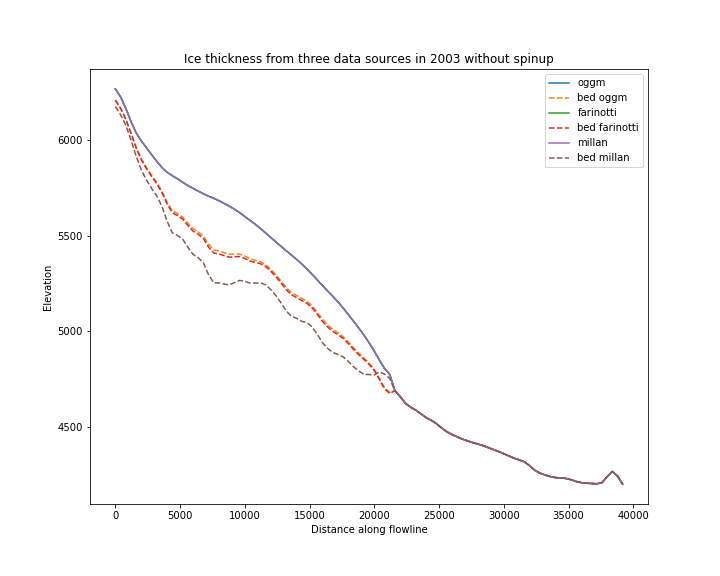 Ice thickness from three data sources in 2003 without spinup
oggm
bed oggm
farinotti
bed farinotti
millan
bed millan
6000
5500
5000
4500
Elevation
0 5000 10000 15000 20000 25000 30000 35000 40000
Distance along flowline